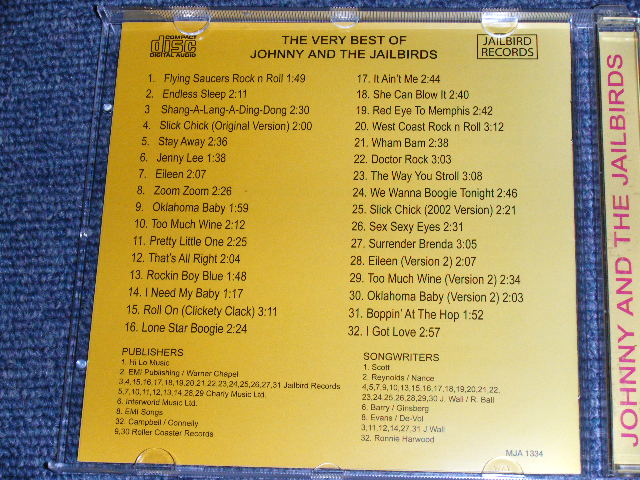 COMPACT
disc
DIGITAL AUDIO
THE VERY BEST OF
JOHNNY AND THE JAILBIRDS
JAILBIRD
RECORDS
1. Flying Saucers Rock n Roll 1:49
2. Endless Sleep 2:11
3 Shang-A-Lang-A-Ding-Dong 2:30
4. Slick Chick (Original Version) 2:00
5. Stay Away 2:36
6. Jenny Lee 1:38
7. Eileen 2:07
8. Zoom Zoom 2:26
9. Oklahoma Baby 1:59
10. Too Much Wine 2:12
11. Pretty Little One 2:25
12. That's All Right 2:04
13. Rockin Boy Blue 1:48
14. I Need My Baby 1:17
15. Roll On (Clickety Clack) 3:11
16. Lone Star Boogie 2:24
17. It Ain't Me 2:44
18. She Can Blow It 2:40
19. Red Eye To Memphis 2:42
20. West Coast Rock n Roll 3:12
21. Wham Bam 2:38
22. Doctor Rock 3:03
23. The Way You Stroll 3:08
24. We Wanna Boogie Tonight 2:46
25. Slick Chick (2002 Version) 2:21
26. Sex Sexy Eyes 2:31
27. Surrender Brenda 3:05
28. Eileen (Version 2) 2:07
29. Too Much Wine (Version 2) 2:34
30. Oklahoma Baby (Version 2) 2:03
31. Boppin' At The Hop 1:52
32. I Got Love 2:57
PUBLISHERS
1. Hi Lo Music
2. EMI Publishing / Warner Chapel
3,4,15,16,17,18,19,20,21,22,23,24,25,26,27,31 Jailbird Records
5,7,10,11,12,13,14,28,29 Charly Music Ltd.
6. Interworld Music Ltd.
8. EMI Songs
32. Campbell / Connelly
9,30 Roller Coaster Records
SONGWRITERS
1. Scott
2. Reynolds / Nance
4,5,7,9,10,13,15,16,17,18,19,20,21,22,
23,24,25,26,28,29,30 J. Wall / R. Ball
6. Barry / Ginsberg
8. Evans / De-Vol
3,11,12,14,27,31 J Wall
32. Ronnie Harwood
MJA 1334
JOHNNY AND THE JAILBIRDS